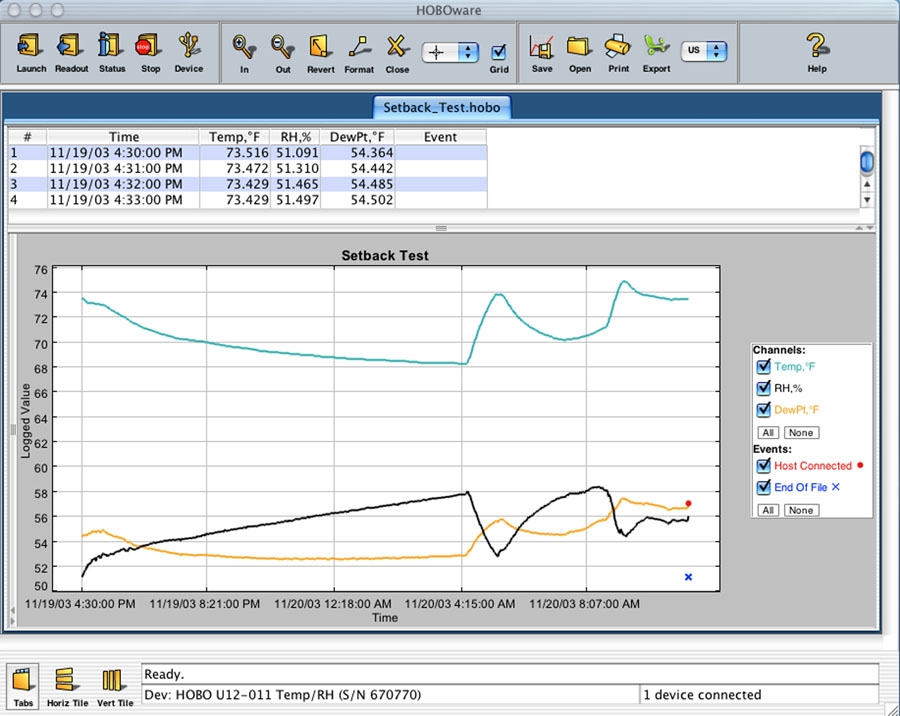 HOBOware
Launch Readout Status Stop Device In Out Revert Format Close Grid Save Open Print Export US Help
Setback_Test.hobo
# Time Temp,°F RH,% DewPt,°F Event
1 11/19/03 4:30:00 PM 73.516 51.091 54.364
2 11/19/03 4:31:00 PM 73.472 51.310 54.442
3 11/19/03 4:32:00 PM 73.429 51.465 54.485
4 11/19/03 4:33:00 PM 73.429 51.497 54.502
Setback Test
76
74
72
70
68
66
64
62
60
58
56
54
52
50
Logged Value
11/19/03 4:30:00 PM 11/19/03 8:21:00 PM 11/20/03 12:18:00 AM 11/20/03 4:15:00 AM 11/20/03 8:07:00 AM
Time
Channels:
Temp,°F
RH,%
DewPt,°F
All None
Events:
Host Connected
End Of File
All None
Tabs Horiz Tile Vert Tile
Ready.
Dev: HOBO U12-011 Temp/RH (S/N 670770) 1 device connected